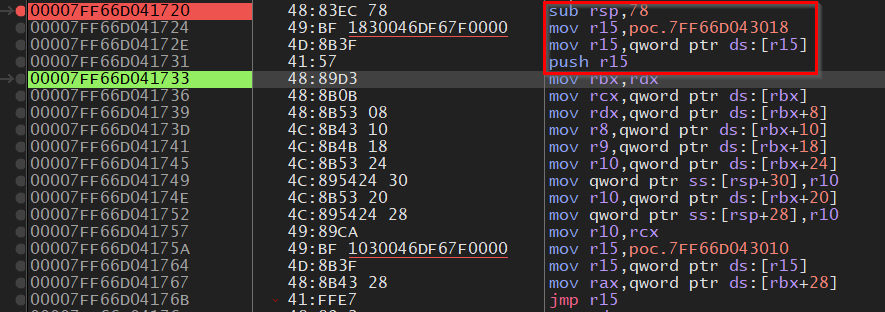 00007FF66D041720 48:83EC 78 sub rsp,78
00007FF66D041724 49:BF 1830046DF67F0000 mov r15,poc.7FF66D043018
00007FF66D04172E 4D:8B3F mov r15,qword ptr ds:[r15]
00007FF66D041731 41:57 push r15
00007FF66D041733 48:89D3 mov rbx,rdx
00007FF66D041736 48:8B0B mov rcx,qword ptr ds:[rbx]
00007FF66D041739 48:8B53 08 mov rdx,qword ptr ds:[rbx+8]
00007FF66D04173D 4C:8B43 10 mov r8,qword ptr ds:[rbx+10]
00007FF66D041741 4C:8B4B 18 mov r9,qword ptr ds:[rbx+18]
00007FF66D041745 4C:8B53 24 mov r10,qword ptr ds:[rbx+24]
00007FF66D041749 4C:895424 30 mov qword ptr ss:[rsp+30],r10
00007FF66D04174E 4C:8B53 20 mov r10,qword ptr ds:[rbx+20]
00007FF66D041752 4C:895424 28 mov qword ptr ss:[rsp+28],r10
00007FF66D041757 49:89CA mov r10,rcx
00007FF66D04175A 49:BF 1030046DF67F0000 mov r15,poc.7FF66D043010
00007FF66D041764 4D:8B3F mov r15,qword ptr ds:[r15]
00007FF66D041767 48:8B43 28 mov rax,qword ptr ds:[rbx+28]
00007FF66D04176B 41:FFE7 jmp r15